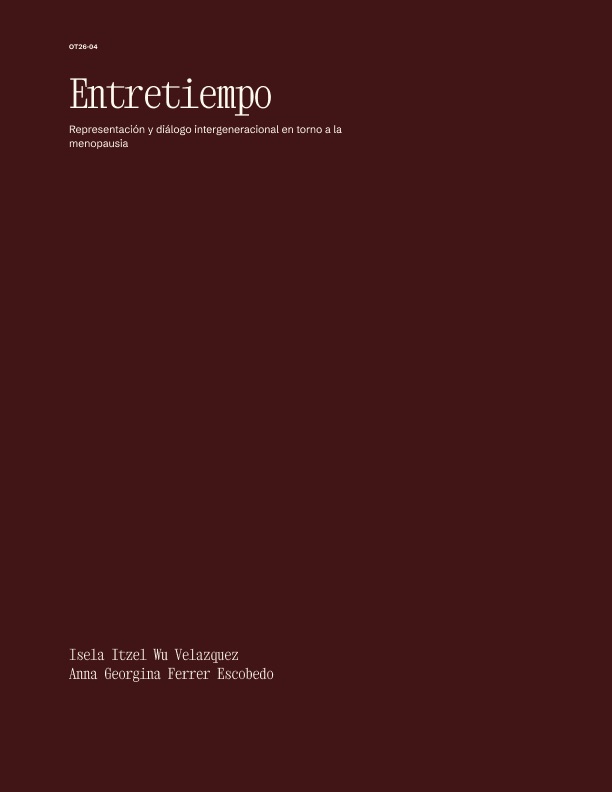 OT26-04
Entretiempo
Representación y diálogo intergeneracional en torno a la
menopausia
Isela Itzel Wu Velazquez
Anna Georgina Ferrer Escobedo